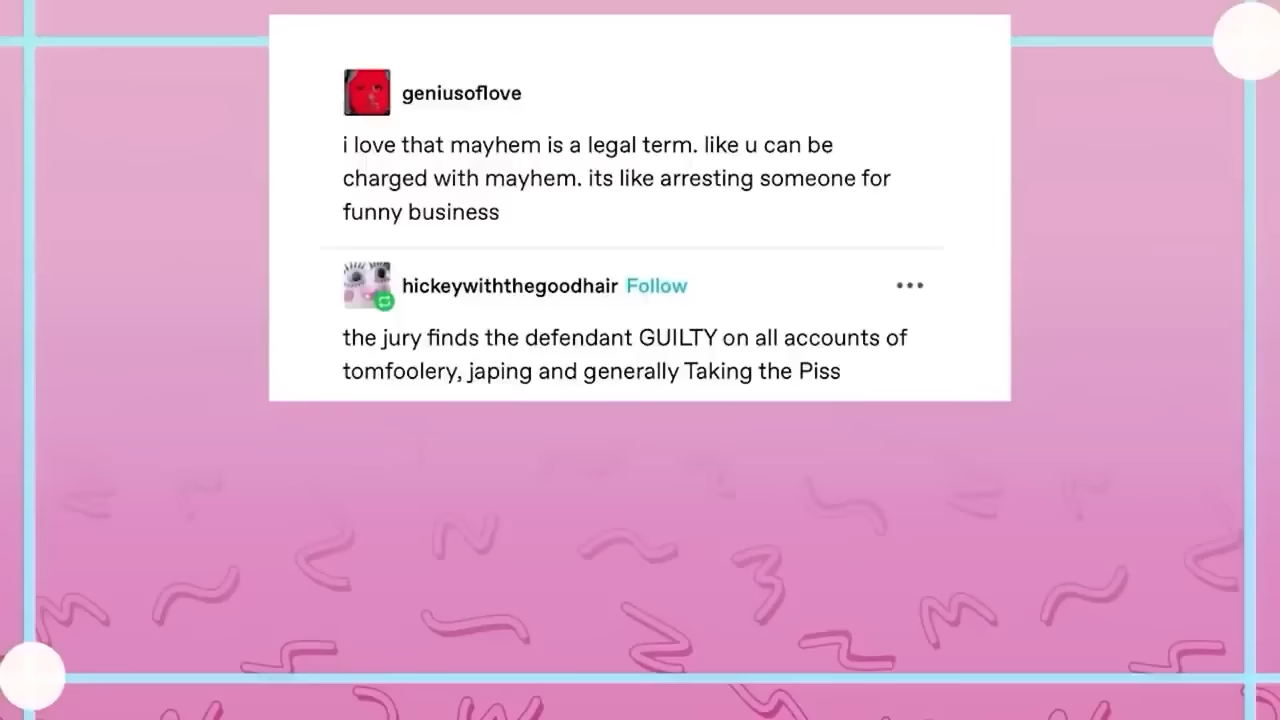 geniusoflove
i love that mayhem is a legal term. like u can be
charged with mayhem. its like arresting someone for
funny business
hickeywiththegoodhair Follow
the jury finds the defendant GUILTY on all accounts of
tomfoolery, japing and generally Taking the Piss